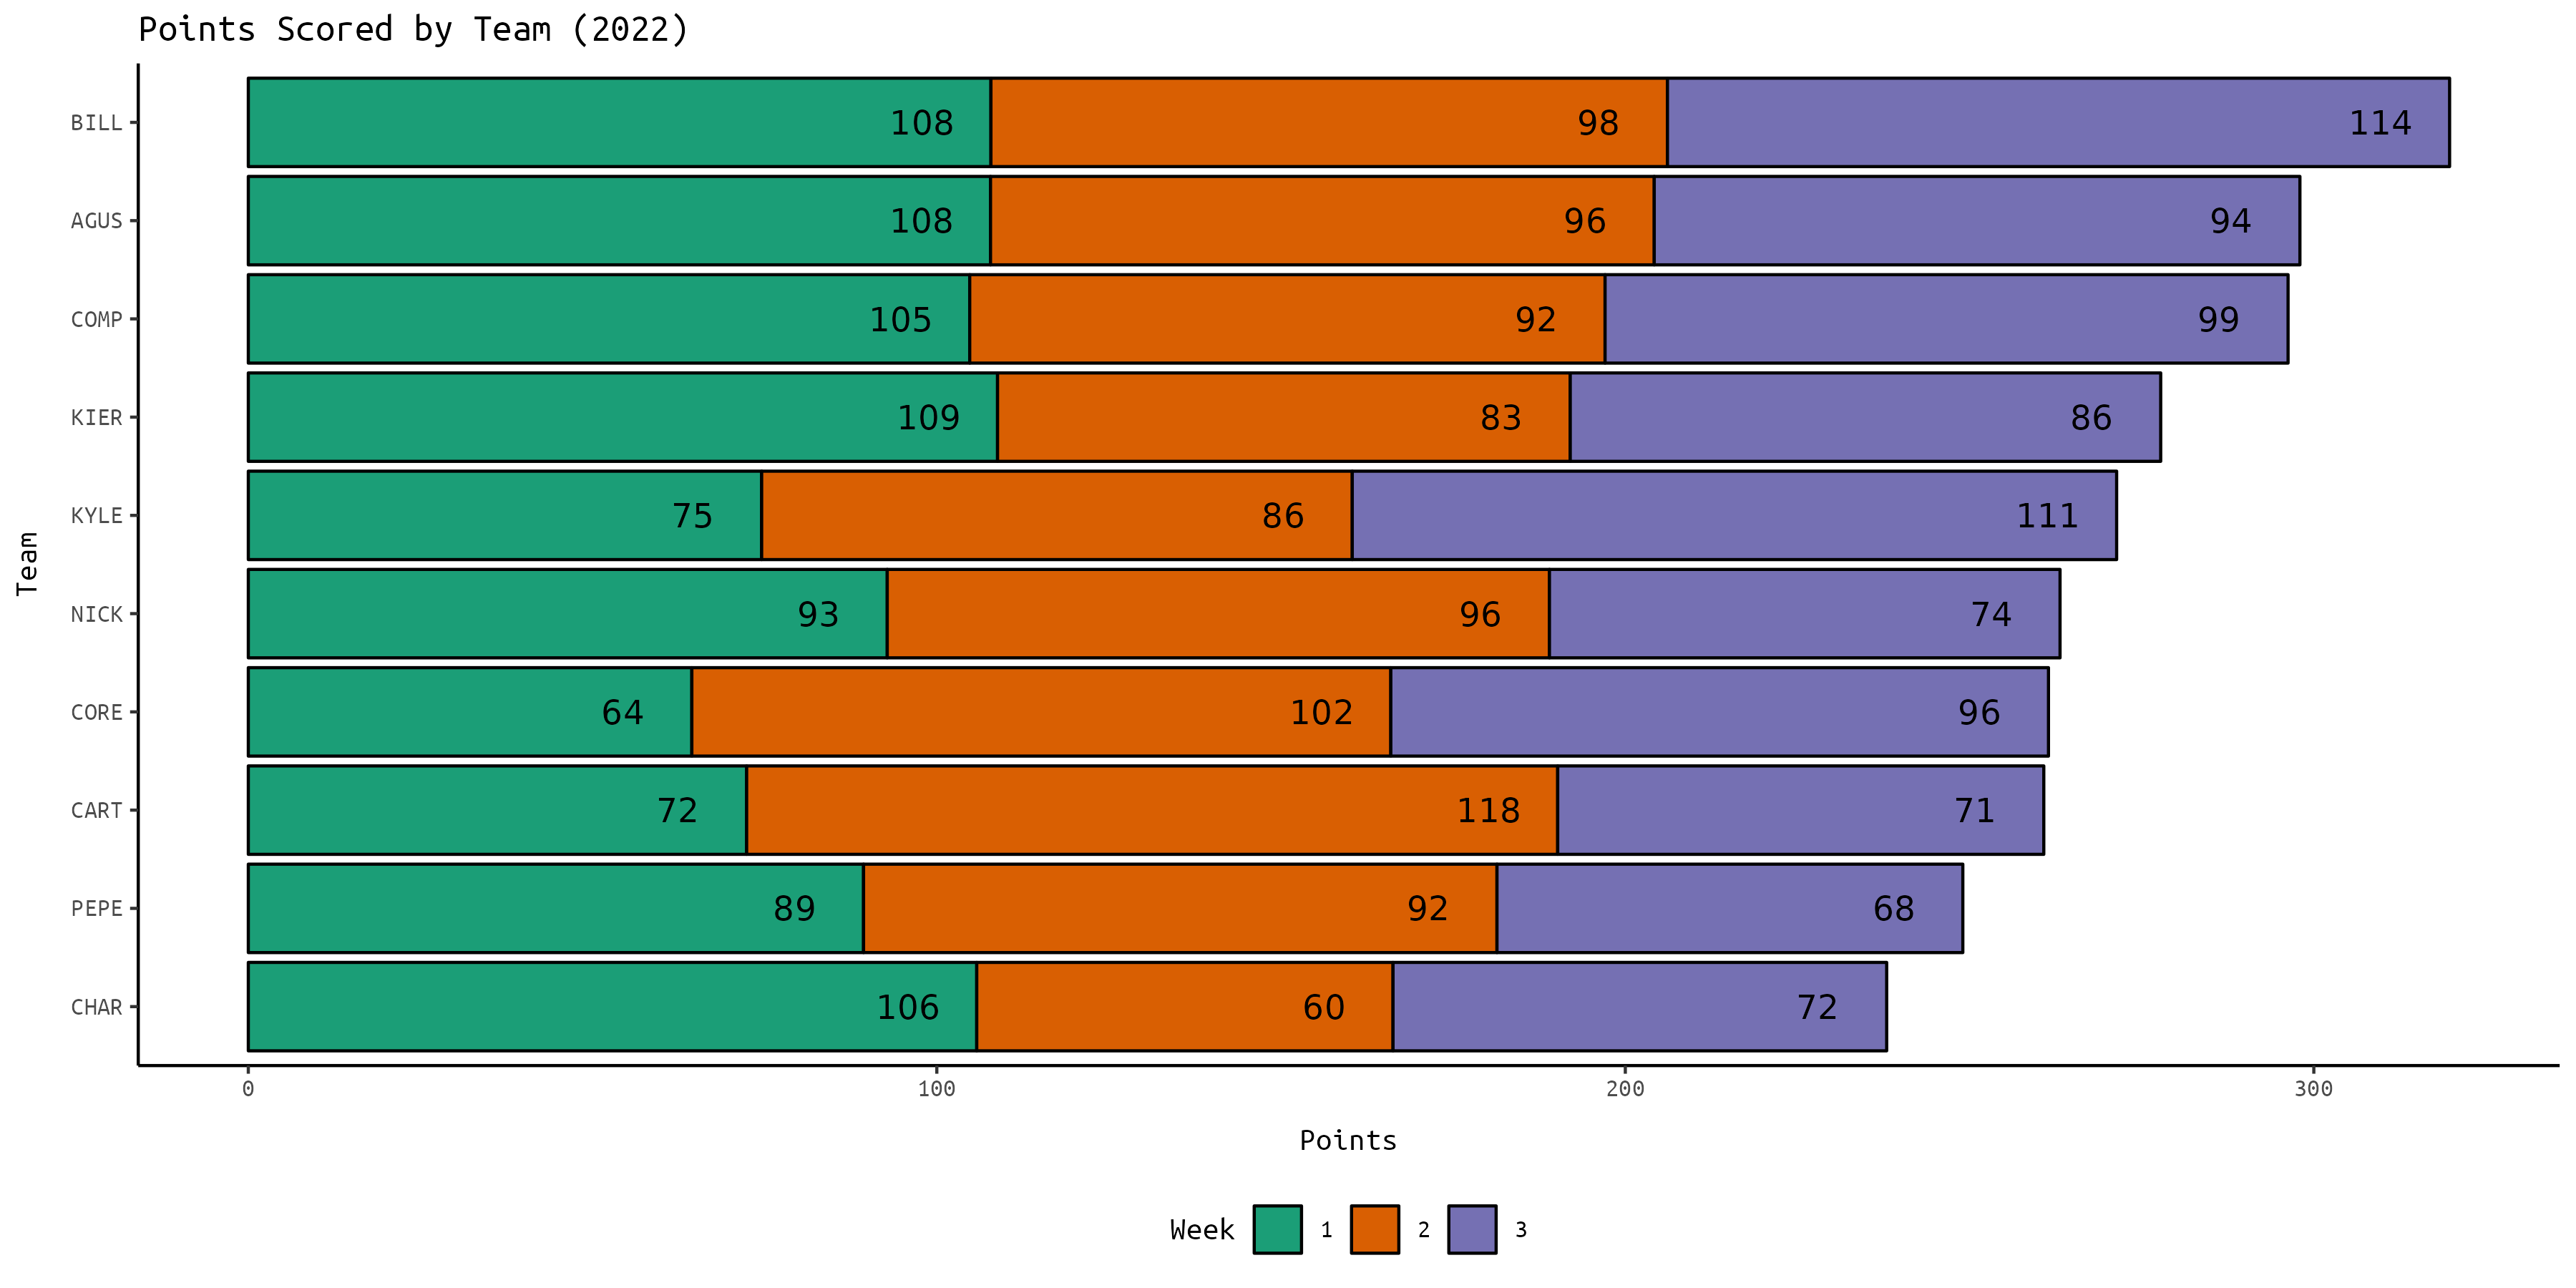 Points Scored by Team (2022)
BILL 108 98 114
AGUS 108 96 94
COMP 105 92 99
KIER 109 83 86
KYLE 75 86 111
Team
NICK 93 96 74
CORE 64 102 96
CART 72 118 71
PEPE 89 92 68
CHAR 106 60 72
0 100 200 300
Points
Week 1 2 3